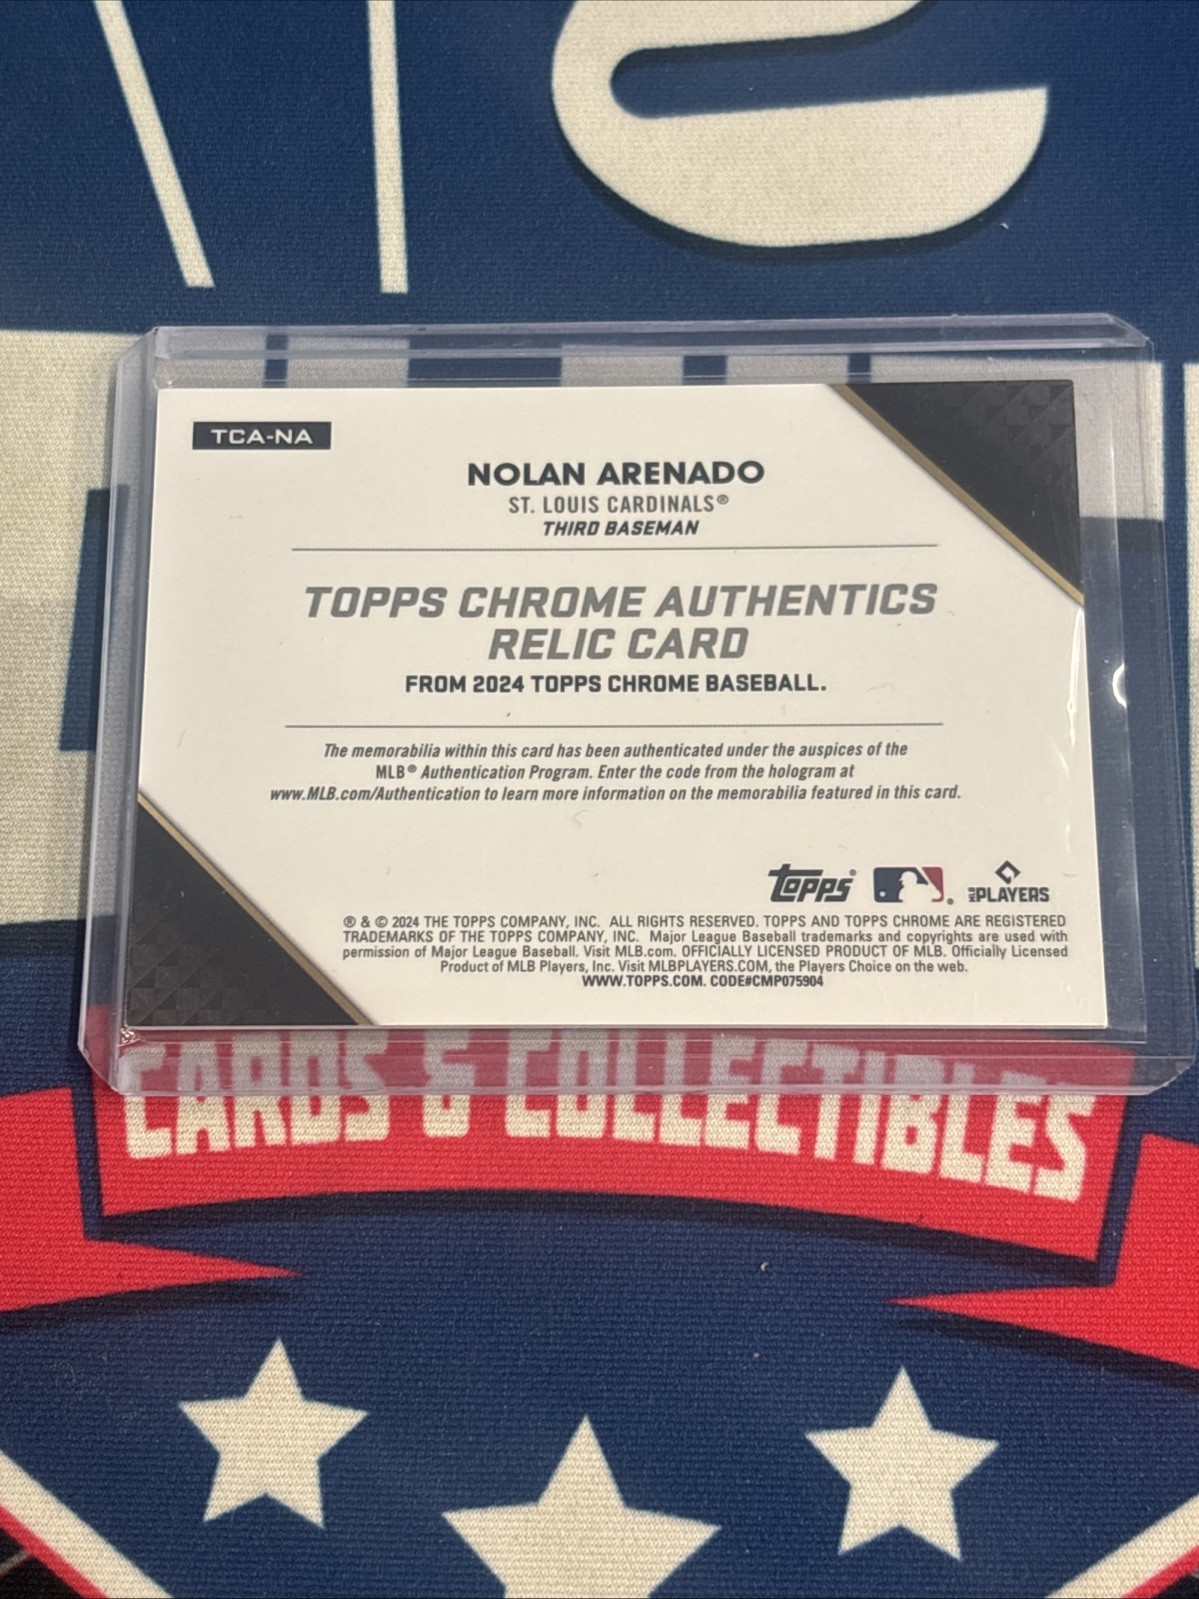 TCA-NA
NOLAN ARENADO
ST. LOUIS CARDINALS®
THIRD BASEMAN
TOPPS CHROME AUTHENTICS
RELIC CARD
FROM 2024 TOPPS CHROME BASEBALL.
The memorabilia within this card has been authenticated under the auspices of the
MLB® Authentication Program. Enter the code from the hologram at
www.MLB.com/Authentication to learn more information on the memorabilia featured in this card.
Topps® PLAYERS
® & © 2024 THE TOPPS COMPANY, INC. ALL RIGHTS RESERVED. TOPPS AND TOPPS CHROME ARE REGISTERED
TRADEMARKS OF THE TOPPS COMPANY, INC. Major League Baseball trademarks and copyrights are used with
permission of Major League Baseball. Visit MLB.com. OFFICIALLY LICENSED PRODUCT OF MLB. Officially Licensed
Product of MLB Players, Inc. Visit MLBPLAYERS.COM, the Players Choice on the web.
WWW.TOPPS.COM. CODE#CMP075904
CARDS & COLLECTIBLES